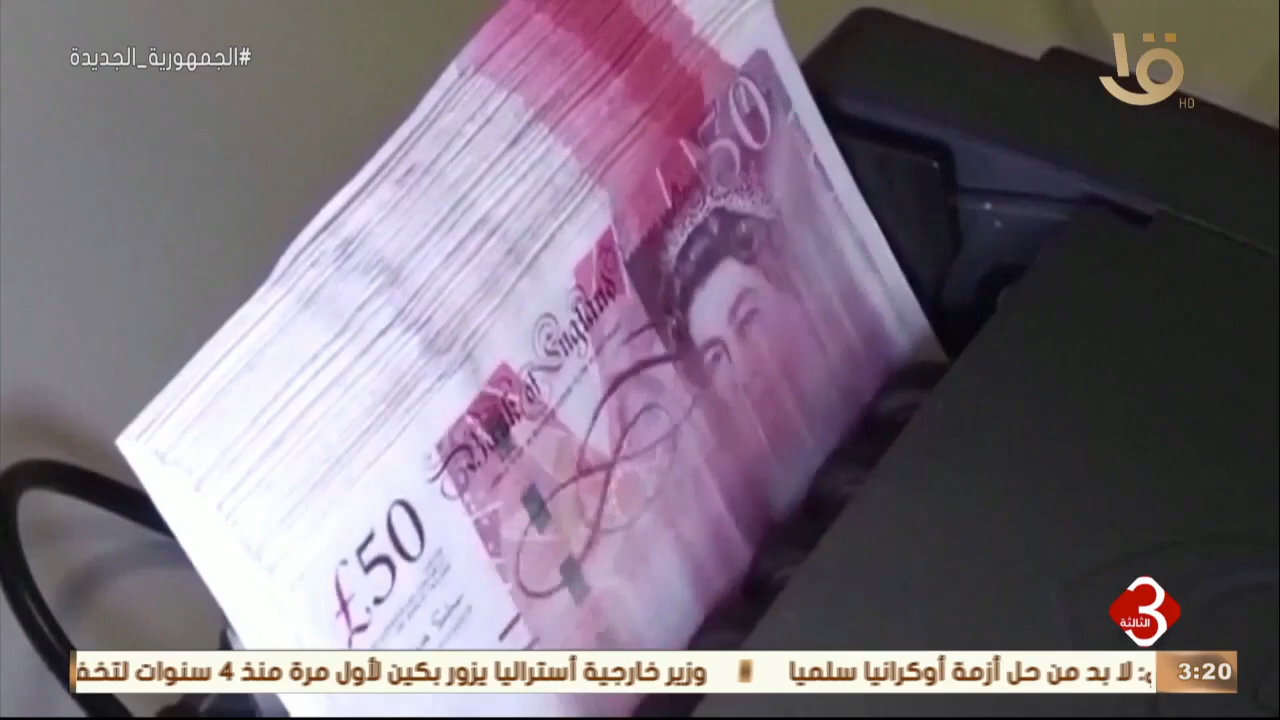 #الجمهورية_الجديدة
HD
50
Bank of England
£50
3
الثالثة
لا بد من حل أزمة أوكرانيا سلميا
وزير خارجية أستراليا يزور بكين لأول مرة منذ 4 سنوات
3:20